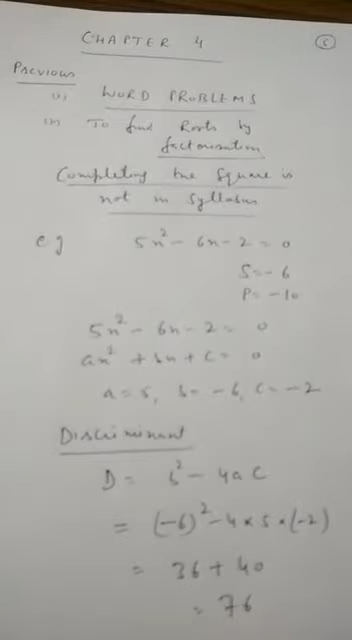 CHAPTER 4
5
Previous
(i) WORD PROBLEMS
(ii) To find Roots by
factorisation
Completing the Square is
not in Syllabus
eg 5x² - 6x - 2 = 0
S = - 6
P = - 10
5x² - 6x - 2 = 0
ax² + bx + c = 0
a = 5, b = - 6, c = - 2
Discriminant
D = b² - 4ac
= (-6)² - 4 × 5 × (-2)
= 36 + 40
= 76